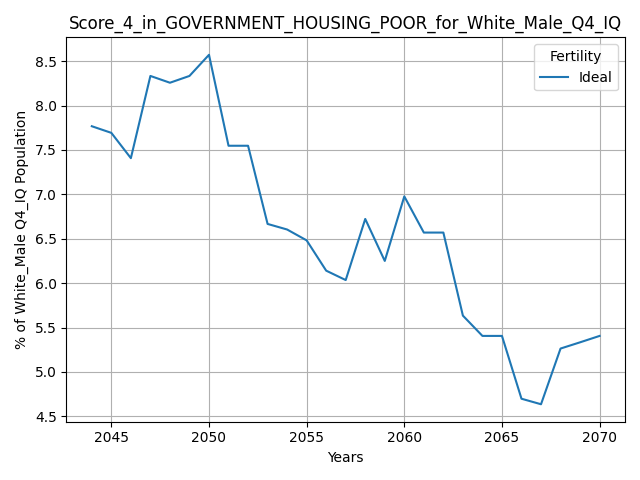 Score_4_in_GOVERNMENT_HOUSING_POOR_for_White_Male_Q4_IQ
Fertility
Ideal
% of White_Male Q4_IQ Population
8.5
8.0
7.5
7.0
6.5
6.0
5.5
5.0
4.5
2045 2050 2055 2060 2065 2070
Years